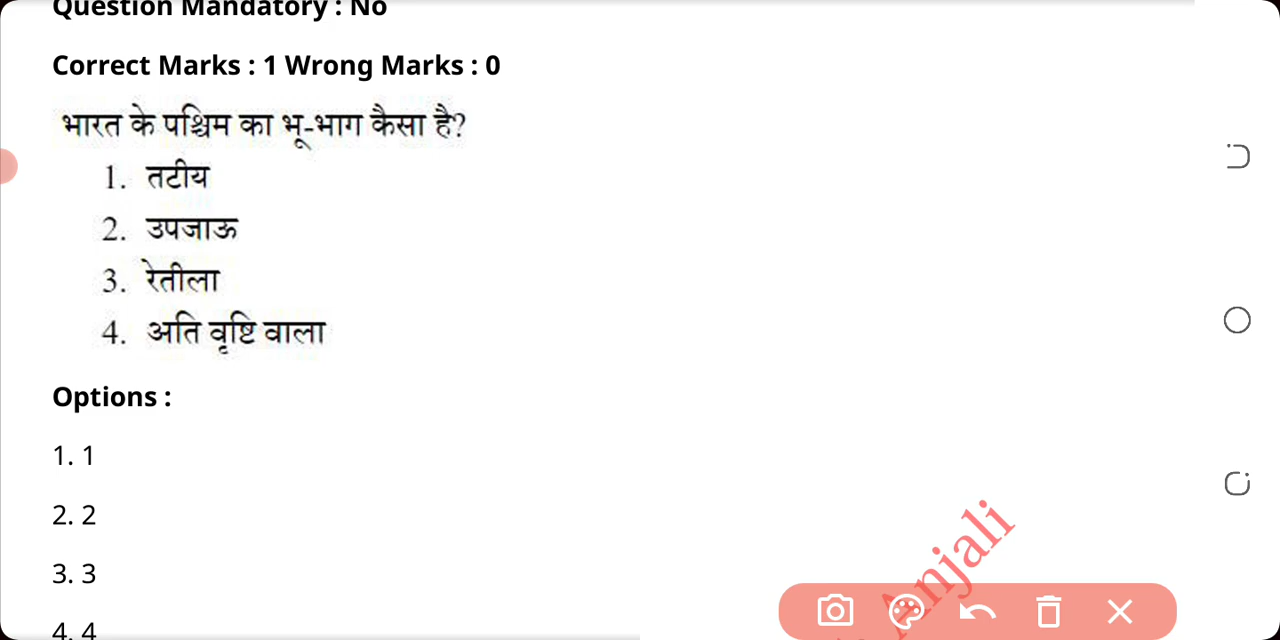 Question Mandatory : No
Correct Marks : 1 Wrong Marks : 0
भारत के पश्चिम का भू-भाग कैसा है?
1. तटीय
2. उपजाऊ
3. रेतीला
4. अति वृष्टि वाला
Options :
1. 1
2. 2
3. 3
4. 4
Anjali